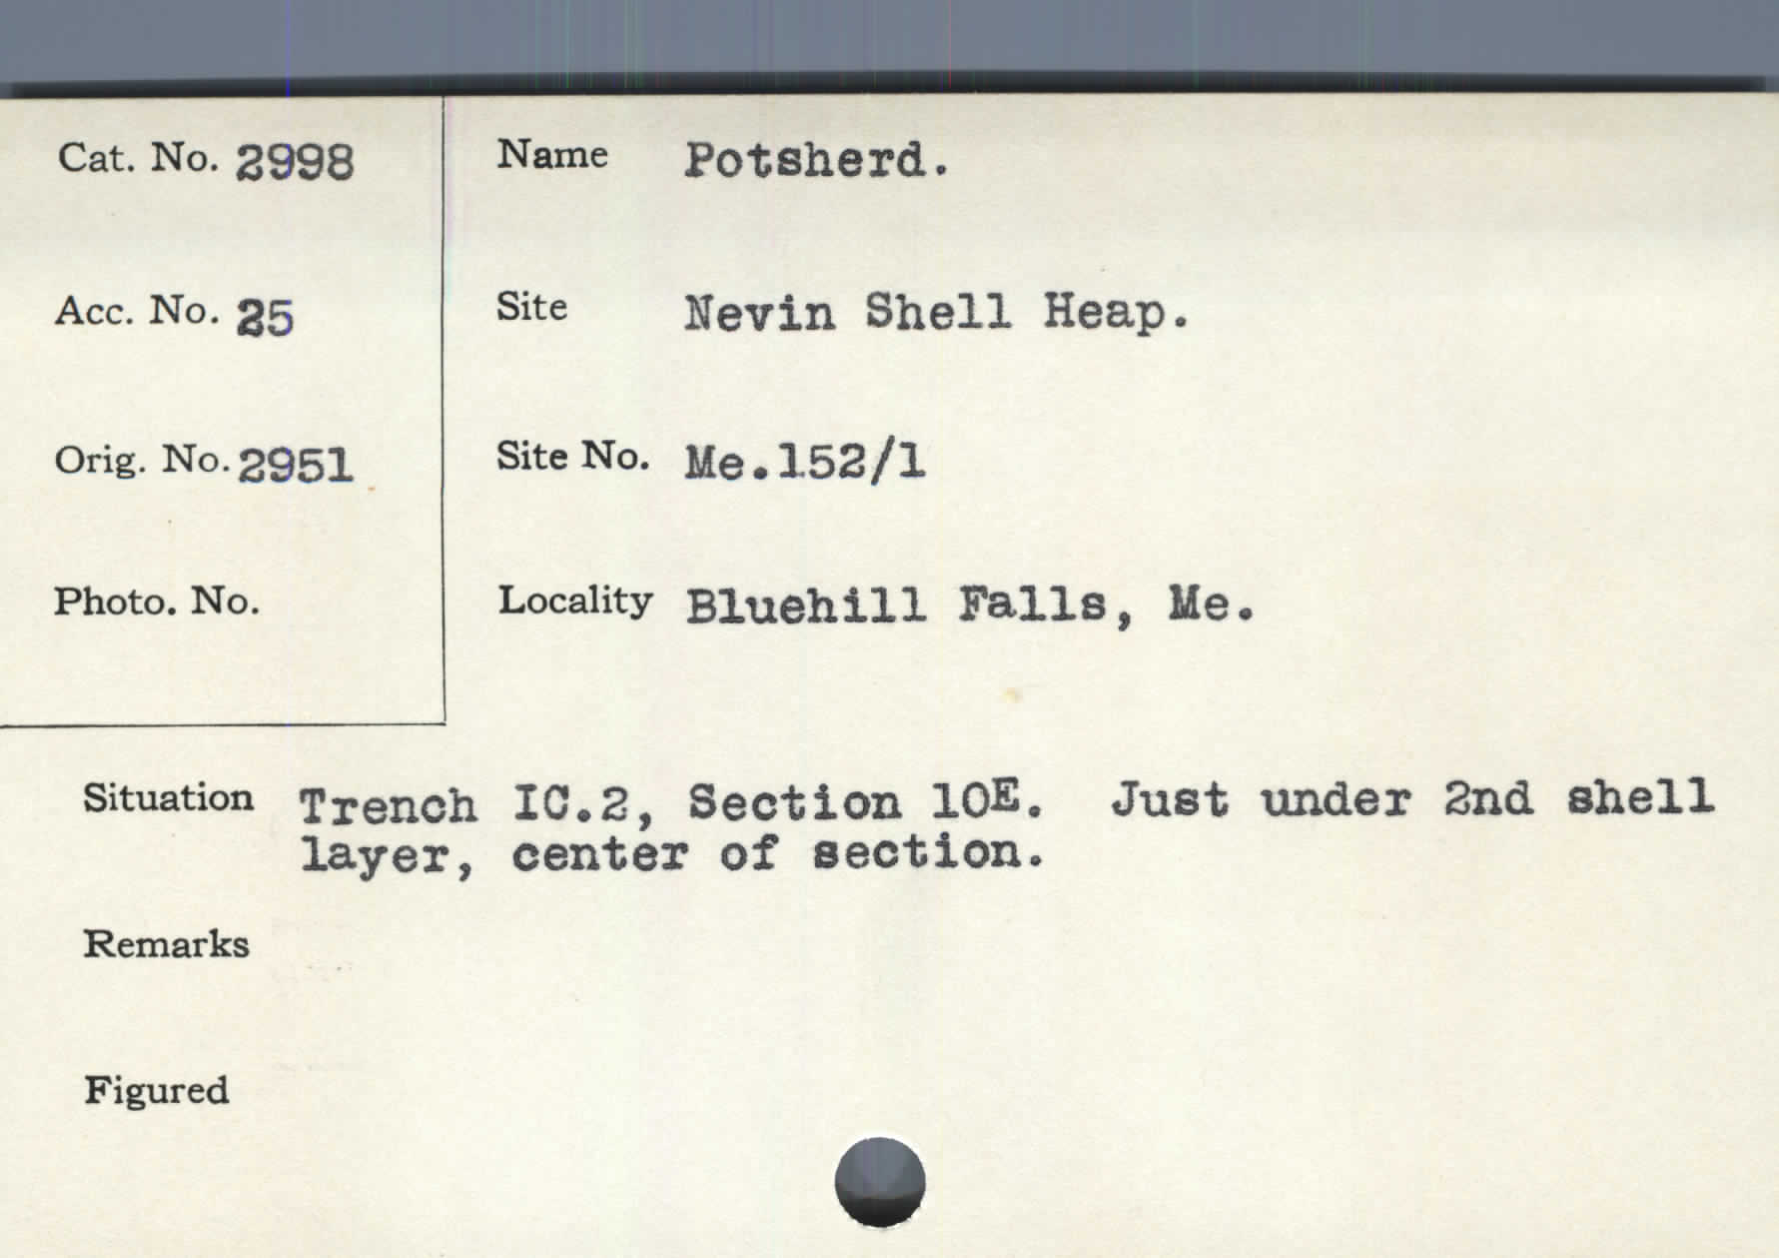 Cat. No. 2998
Acc. No. 25
Orig. No. 2951
Photo. No.
Name Potsherd.
Site Nevin Shell Heap.
Site No. Me.152/1
Locality Bluehill Falls, Me.
Situation Trench IC.2, Section 10E. Just under 2nd shell
layer, center of section.
Remarks
Figured